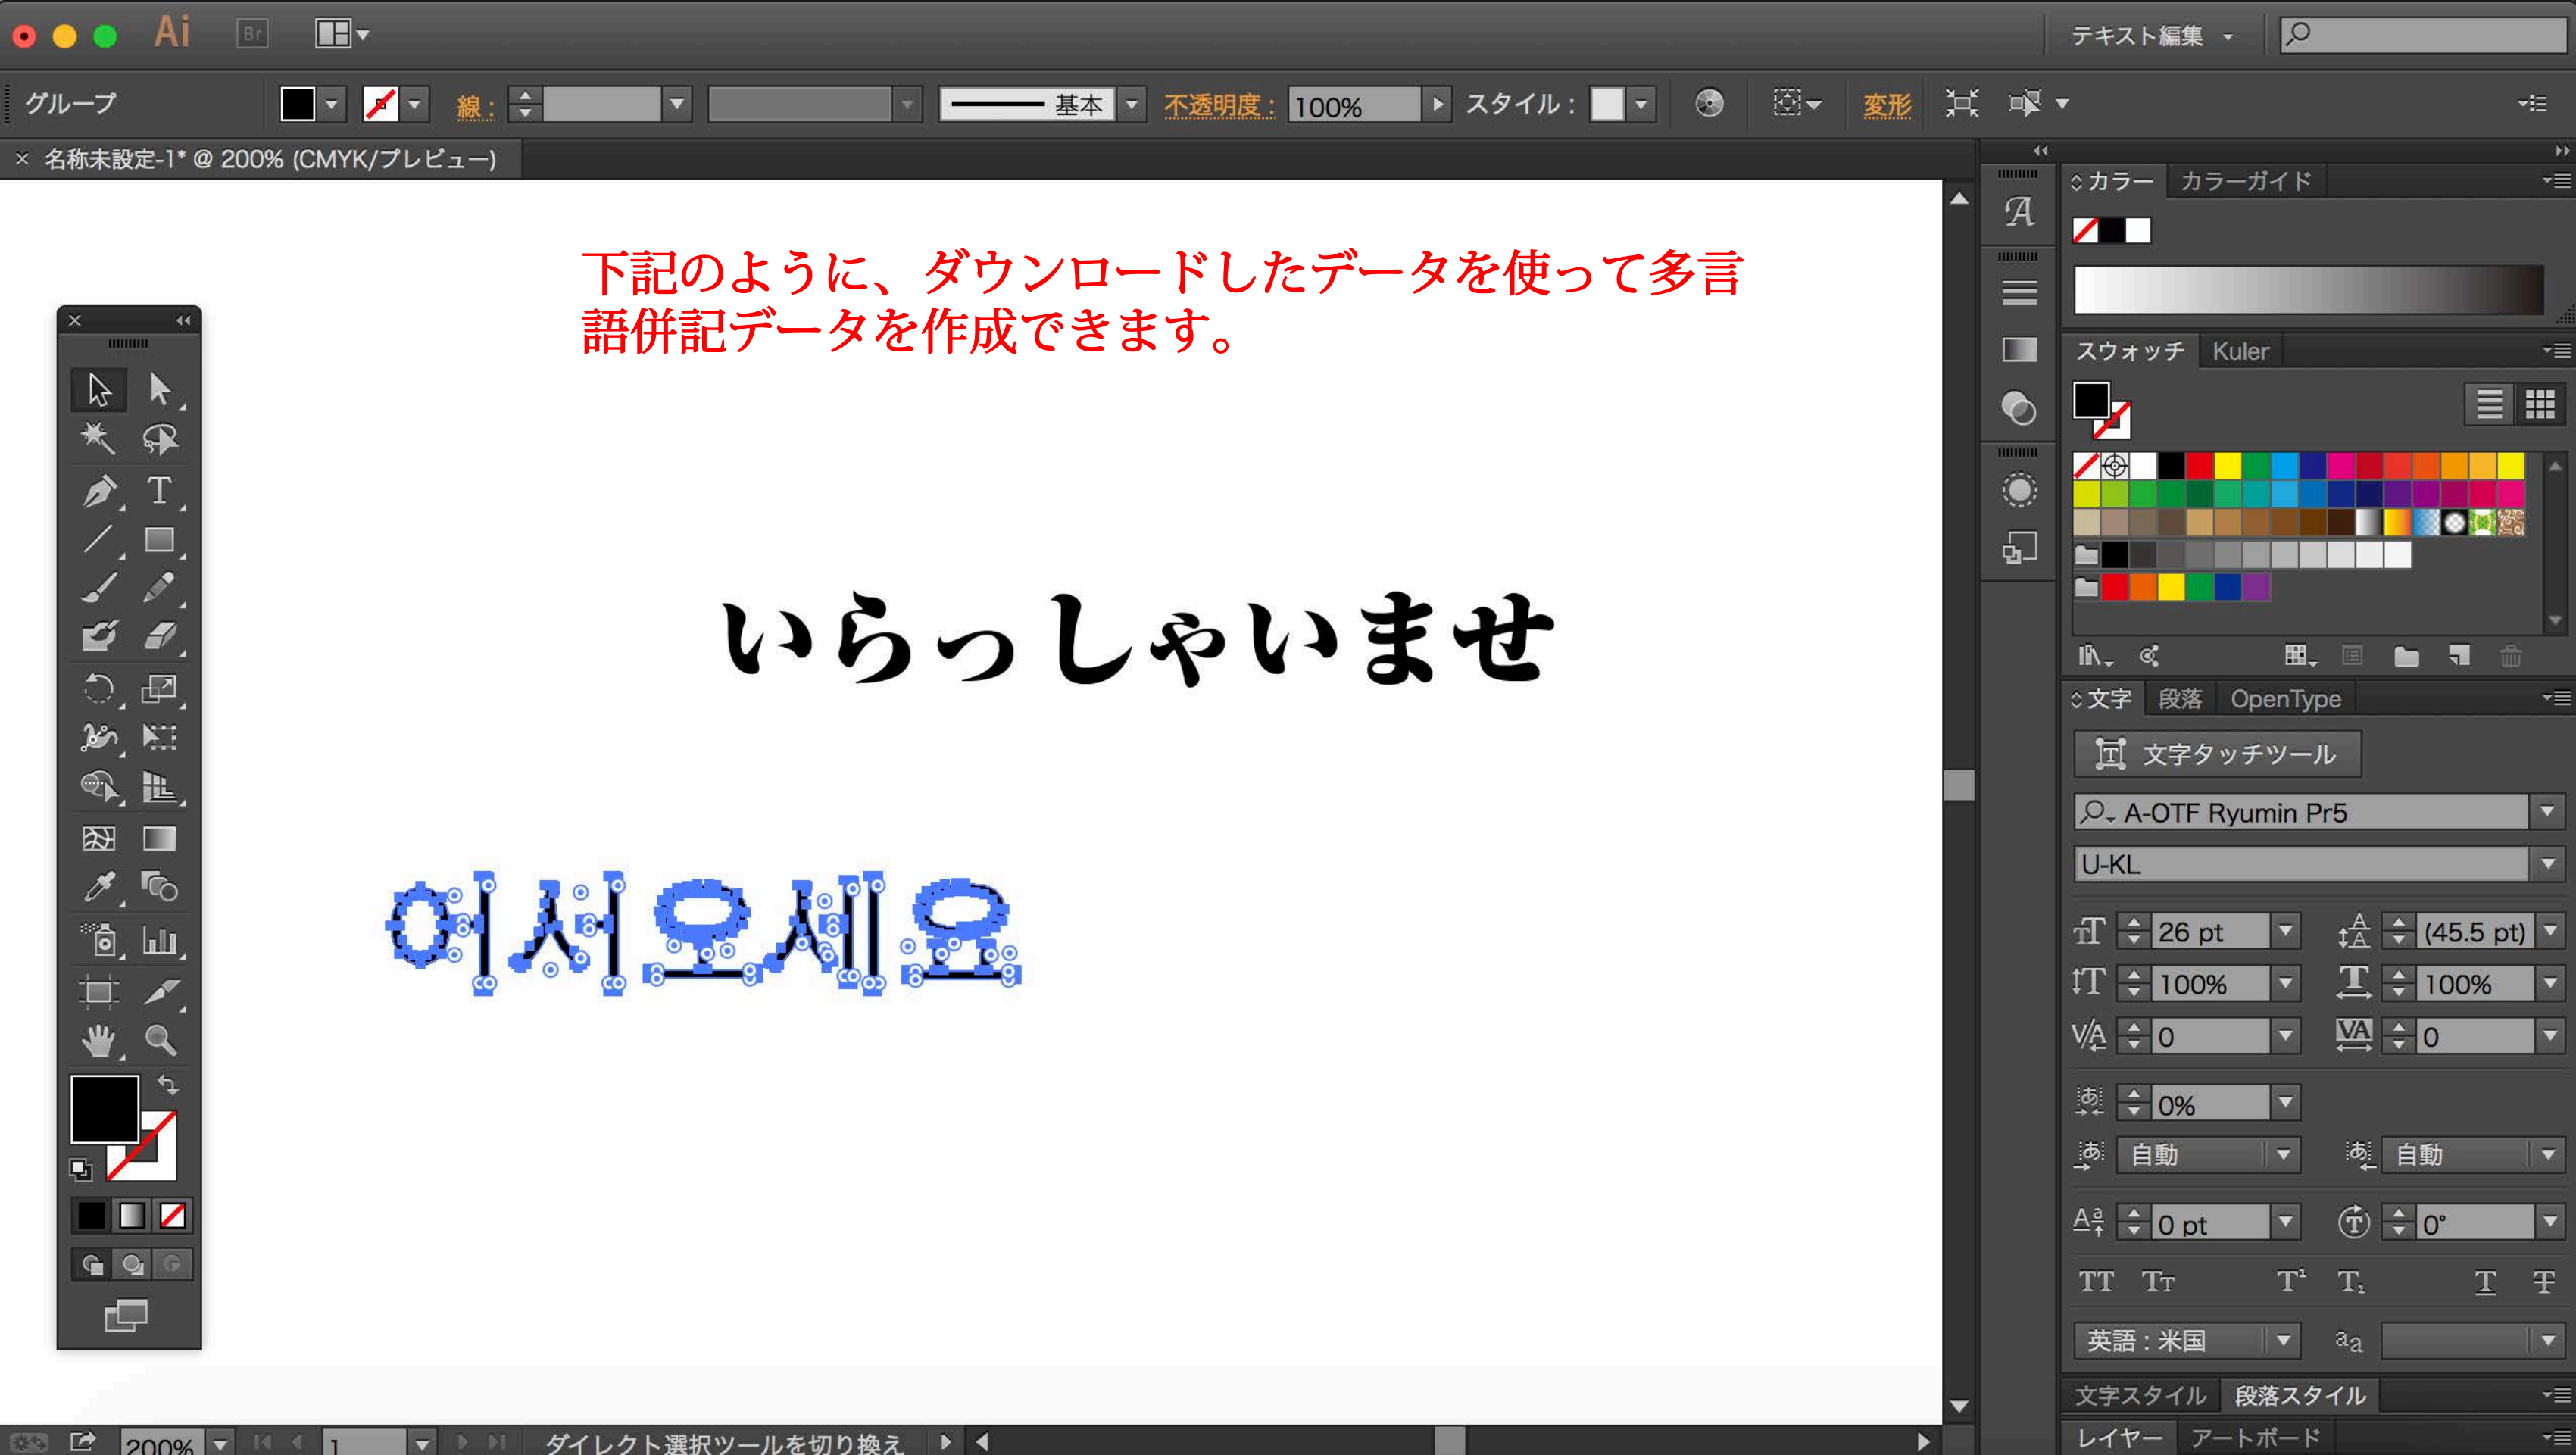 Ai
Br
テキスト編集
グループ
線：
基本
不透明度：
100%
スタイル：
変形
× 名称未設定-1* @ 200% (CMYK/プレビュー)
カラー
カラーガイド
下記のように、ダウンロードしたデータを使って多言
語併記データを作成できます。
いらっしゃいませ
어서오세요
スウォッチ
Kuler
文字
段落
OpenType
文字タッチツール
A-OTF Ryumin Pr5
U-KL
26 pt
(45.5 pt)
100%
100%
0
0
0%
自動
自動
0 pt
0°
英語：米国
文字スタイル
段落スタイル
レイヤー
アートボード
200%
1
ダイレクト選択ツールを切り換え